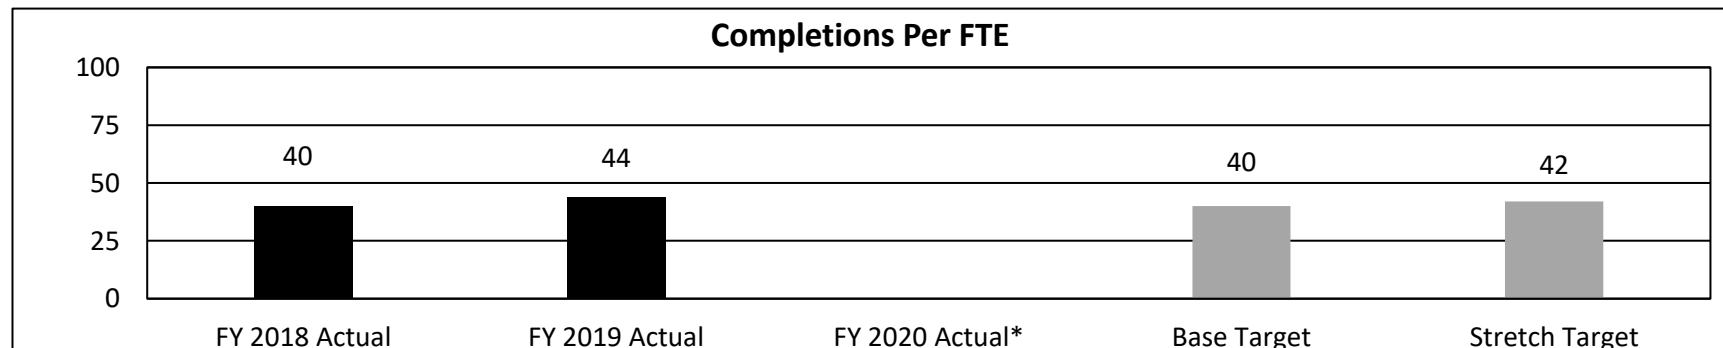 Completions Per FTE
100
75
50
25
0
40
44
40
42
FY 2018 Actual
FY 2019 Actual
FY 2020 Actual*
Base Target
Stretch Target